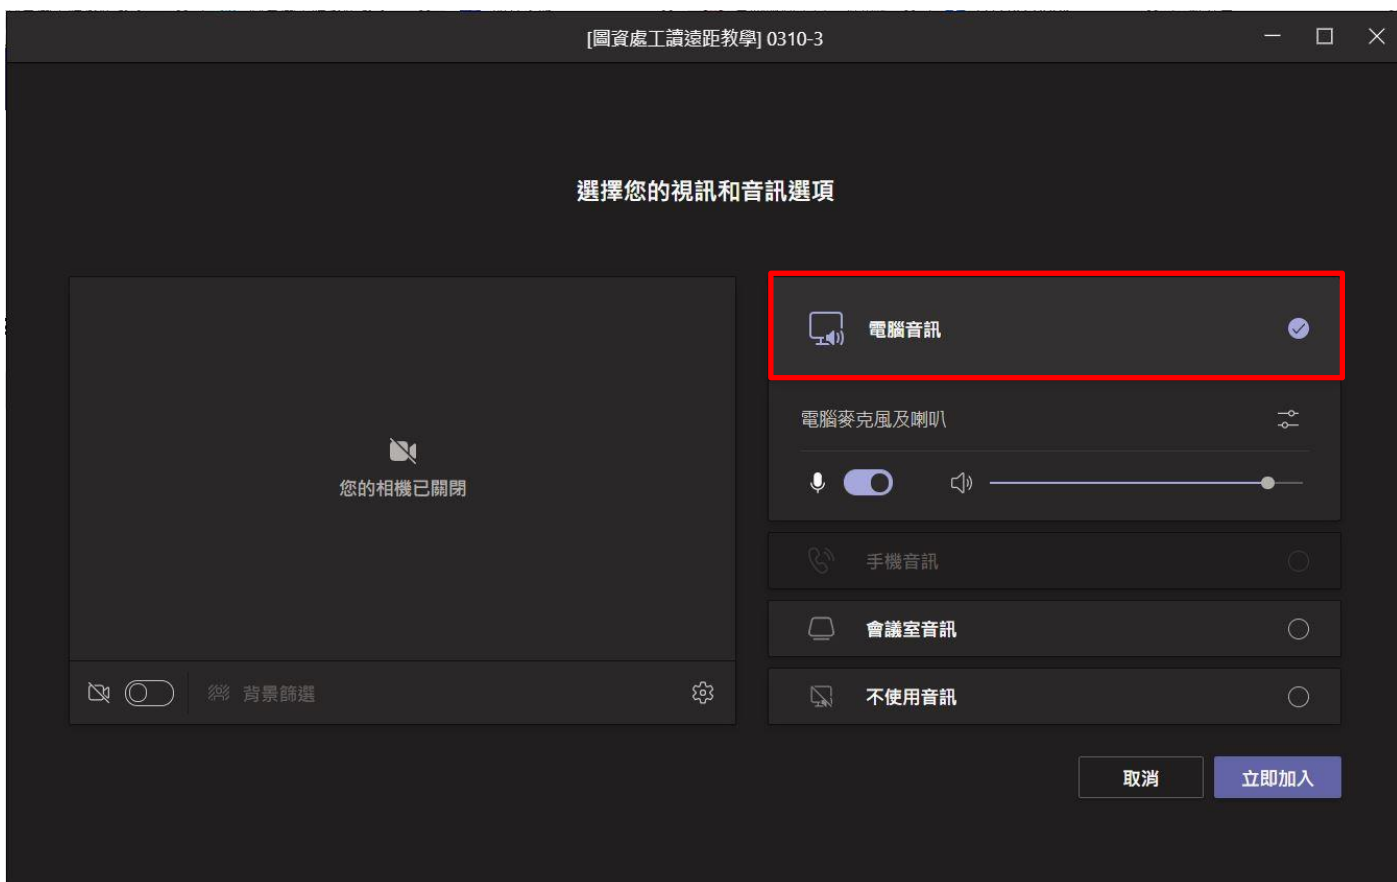 [圖資處工讀遠距教學] 0310-3
選擇您的視訊和音訊選項
您的相機已關閉
背景篩選
電腦音訊
電腦麥克風及喇叭
手機音訊
會議室音訊
不使用音訊
取消
立即加入